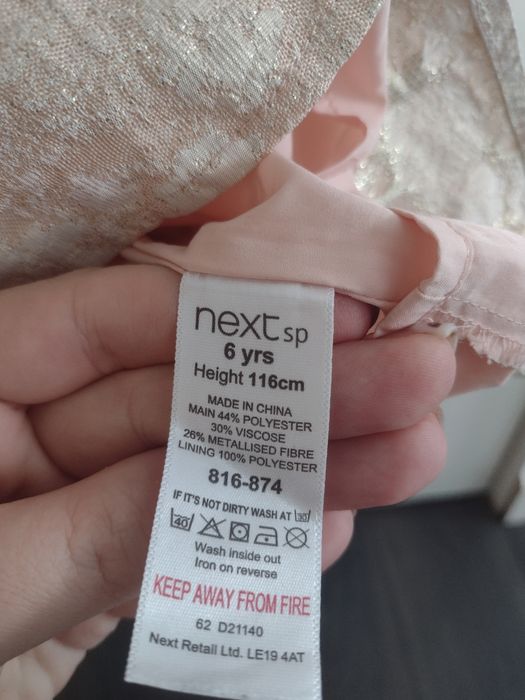 next sp
6 yrs
Height 116cm
MADE IN CHINA
MAIN 44% POLYESTER
30% VISCOSE
26% METALLISED FIBRE
LINING 100% POLYESTER
816-874
IF IT'S NOT DIRTY WASH AT 30
40
Wash inside out
Iron on reverse
KEEP AWAY FROM FIRE
62 D21140
Next Retail Ltd. LE19 4AT